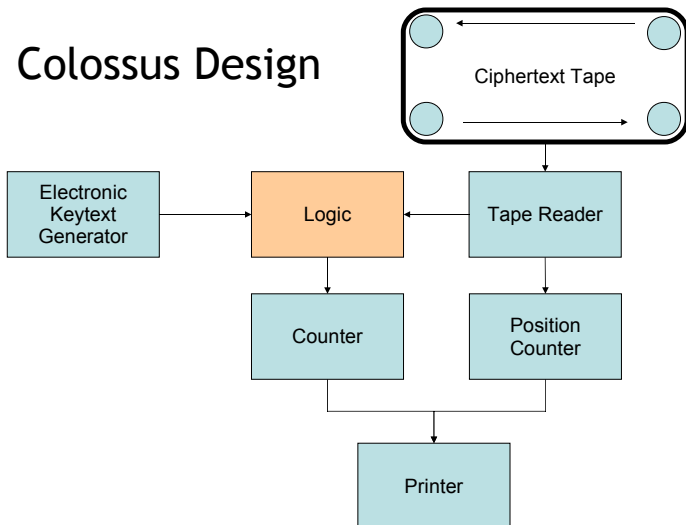 Colossus Design
Ciphertext Tape
Electronic
Keytext
Generator
Logic
Tape Reader
Counter
Position
Counter
Printer